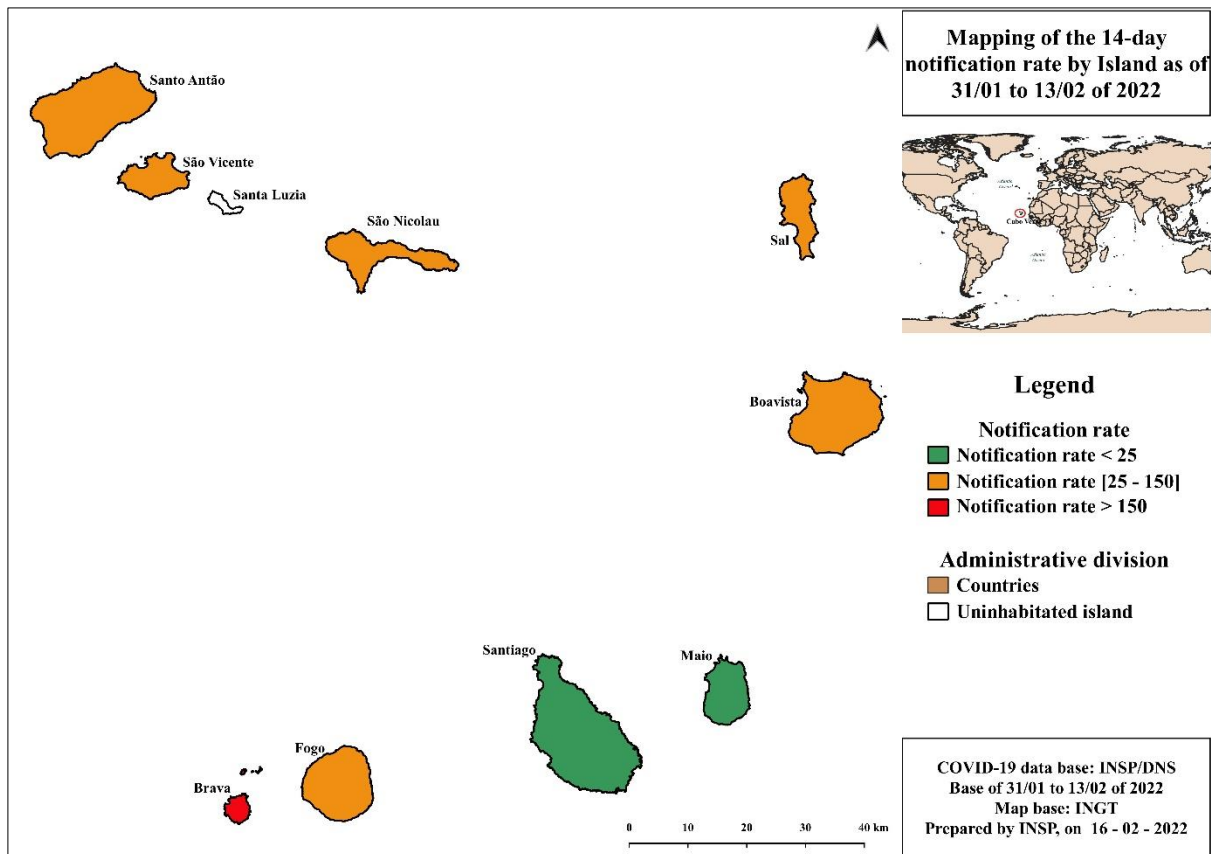 Mapping of the 14-day
notification rate by Island as of
31/01 to 13/02 of 2022
Santo Antão
São Vicente
Santa Luzia
São Nicolau
Sal
Boavista
Legend
Notification rate
Notification rate < 25
Notification rate [25 - 150]
Notification rate > 150
Administrative division
Countries
Uninhabitated island
Santiago
Maio
Fogo
Brava
0 10 20 30 40 km
COVID-19 data base: INSP/DNS
Base of 31/01 to 13/02 of 2022
Map base: INGT
Prepared by INSP, on 16 - 02 - 2022